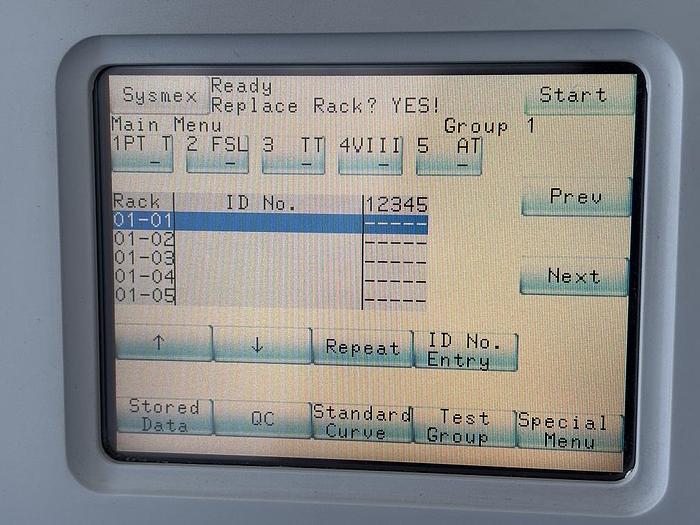 Sysmex Ready Start
Replace Rack? YES!
Main Menu Group 1
1PT T 2 FSL 3 TT 4VIII 5 AT
- - - - -
Prev
Rack ID No. 12345
01-01 -----
01-02 -----
01-03 -----
01-04 -----
01-05 -----
Next
↑ ↓ Repeat ID No. Entry
Stored Data QC Standard Curve Test Group Special Menu